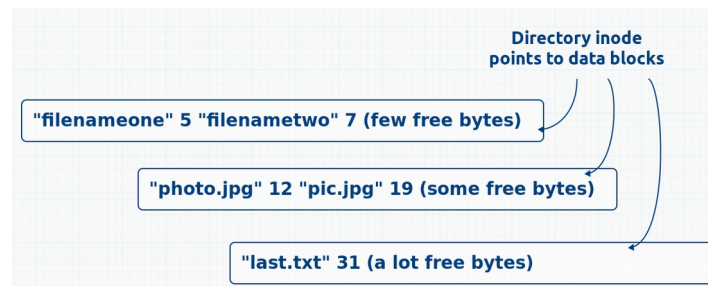 Directory inode
points to data blocks
"filenameone" 5 "filenametwo" 7 (few free bytes)
"photo.jpg" 12 "pic.jpg" 19 (some free bytes)
"last.txt" 31 (a lot free bytes)